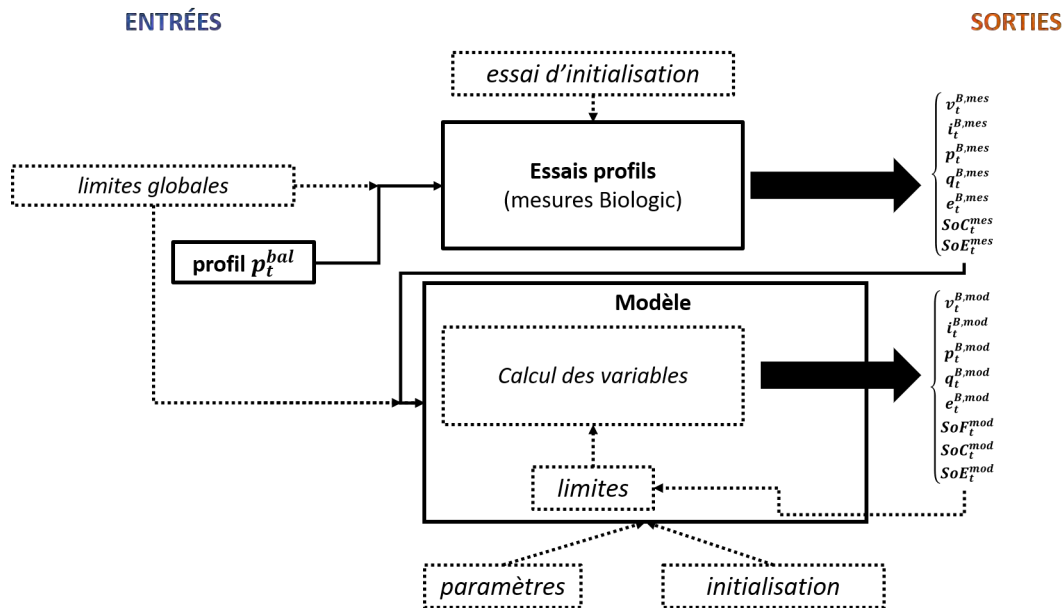 ENTRÉES
SORTIES
essai d'initialisation
Essais profils
(mesures Biologic)
limites globales
profil p_t^{bal}
v_t^{B,mes}
i_t^{B,mes}
p_t^{B,mes}
q_t^{B,mes}
e_t^{B,mes}
SoC_t^{mes}
SoE_t^{mes}
Modèle
Calcul des variables
limites
v_t^{B,mod}
i_t^{B,mod}
p_t^{B,mod}
q_t^{B,mod}
e_t^{B,mod}
SoF_t^{mod}
SoC_t^{mod}
SoE_t^{mod}
paramètres
initialisation